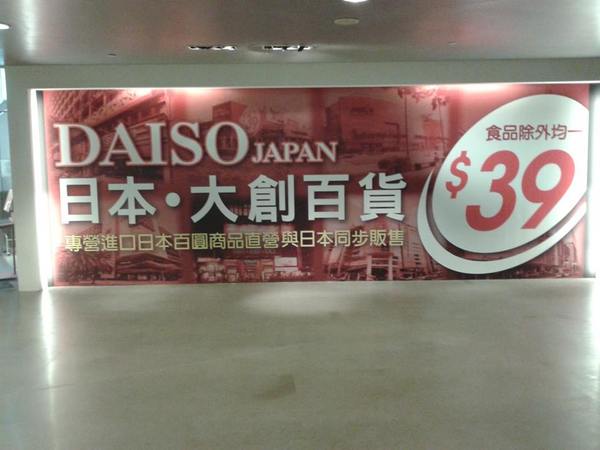 DAISO JAPAN
日本・大創百貨
專營進口日本百圓商品直營與日本同步販售
食品除外均一
$39